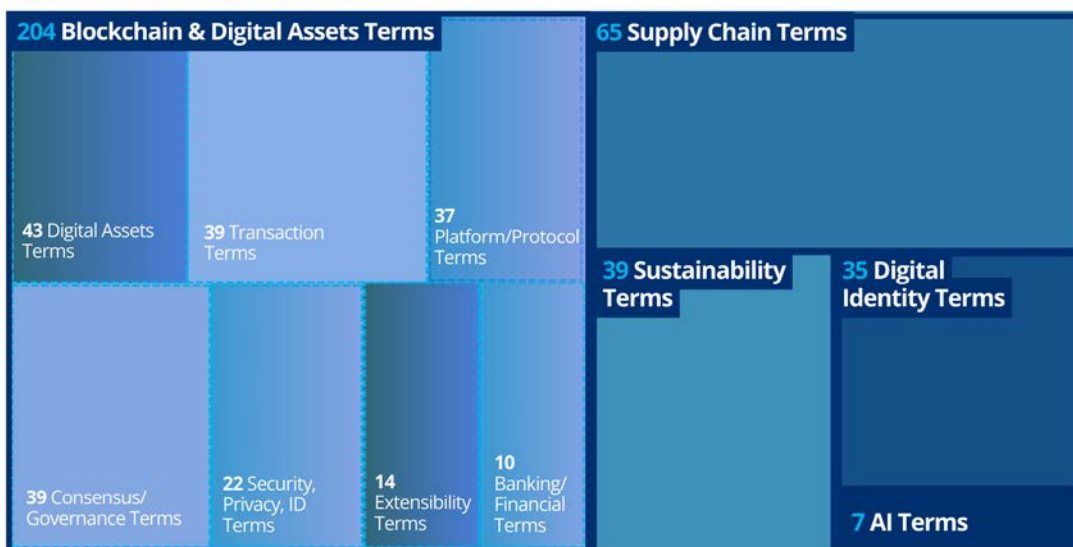 204 Blockchain & Digital Assets Terms
43 Digital Assets
Terms
39 Transaction
Terms
37
Platform/Protocol
Terms
39 Consensus/
Governance Terms
22 Security,
Privacy, ID
Terms
14
Extensibility
Terms
10
Banking/
Financial
Terms
65 Supply Chain Terms
39 Sustainability
Terms
35 Digital
Identity Terms
7 AI Terms